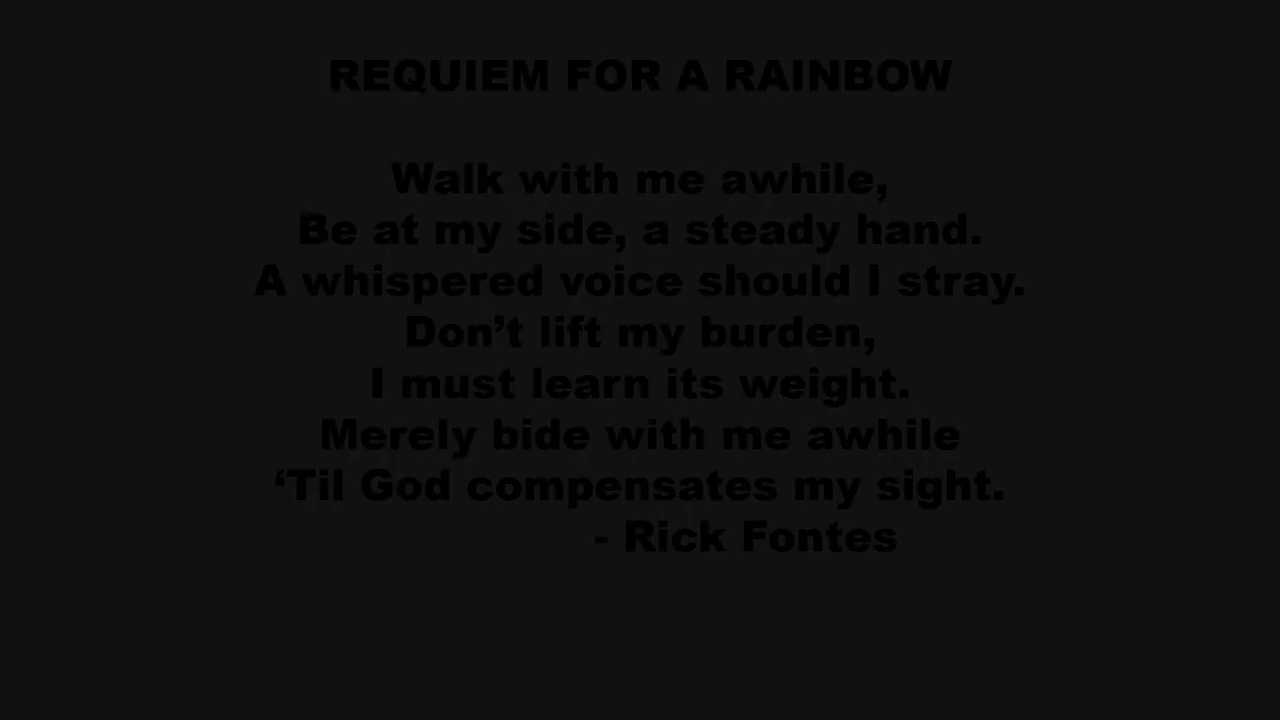 REQUIEM FOR A RAINBOW
Walk with me awhile,
Be at my side, a steady hand.
A whispered voice should I stray.
Don’t lift my burden,
I must learn its weight.
Merely bide with me awhile
‘Til God compensates my sight.
- Rick Fontes